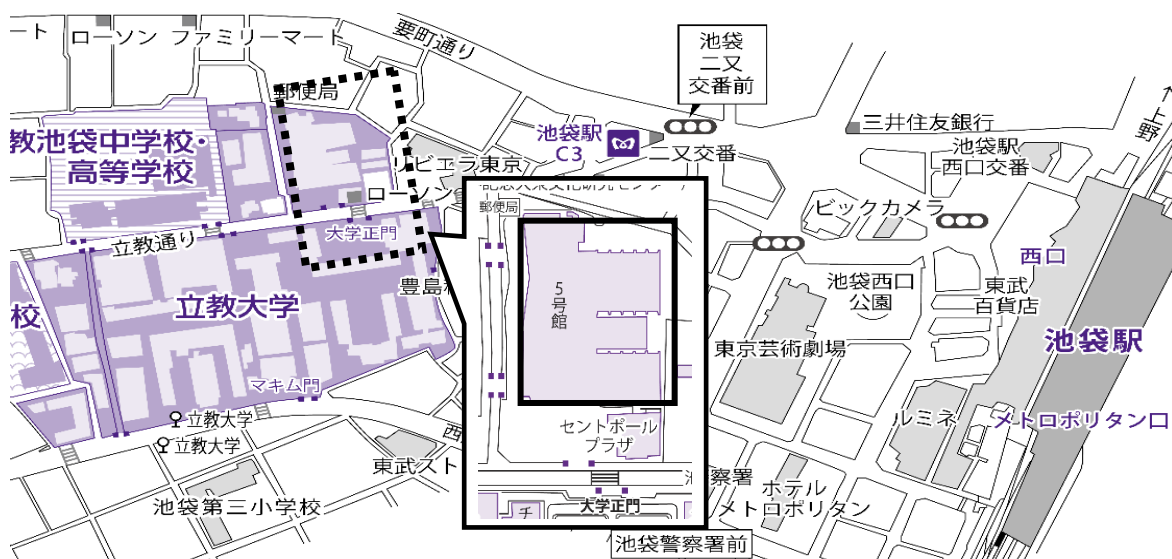 ート
ローソン
ファミリーマート
要町通り
池袋
二又
交番前
郵便局
教池袋中学校・
高等学校
池袋駅
C3
二又交番
三井住友銀行
↑上野
池袋駅
西口交番
リビエラ東京
ローソン
ビックカメラ
立教通り
大学正門
西口
池袋西口
公園
東武
百貨店
豊島
立教大学
校
池袋駅
東京芸術劇場
マキム門
ルミネ
メトロポリタン口
立教大学
立教大学
西
東武スト
池袋第三小学校
察署
ホテル
メトロポリタン
池袋警察署前
郵便局
5号館
セントポール
プラザ
大学正門
チ